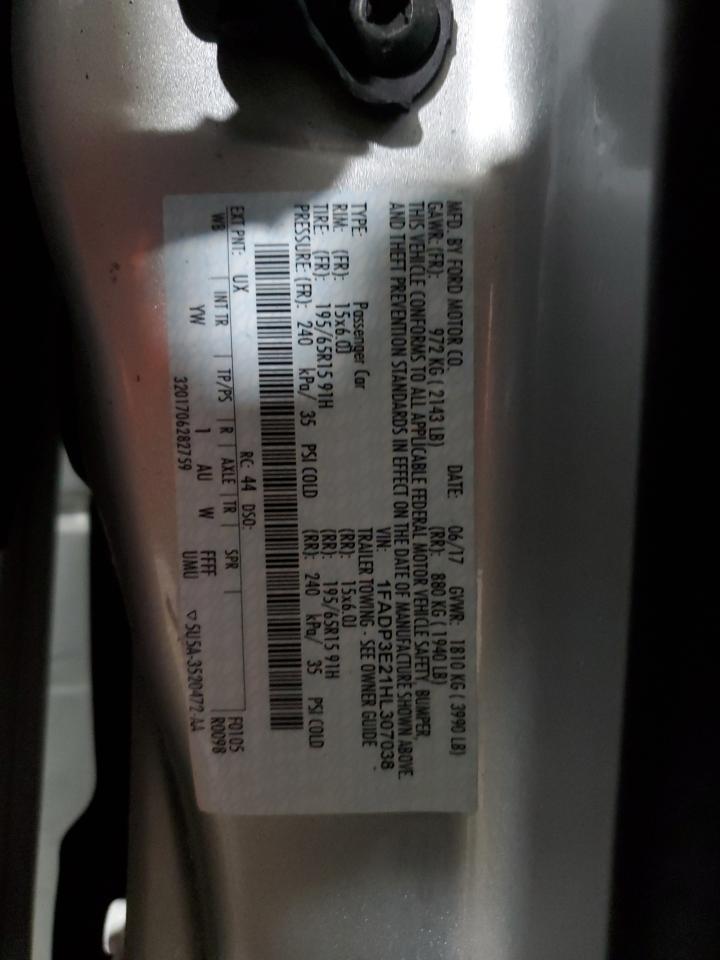 MFD. BY FORD MOTOR CO. DATE: 06/17 GVWR: 1810 KG ( 3990 LB)
GAWR: (FR): 972 KG ( 2143 LB) (RR): 880 KG ( 1940 LB)
THIS VEHICLE CONFORMS TO ALL APPLICABLE FEDERAL MOTOR VEHICLE SAFETY, BUMPER,
AND THEFT PREVENTION STANDARDS IN EFFECT ON THE DATE OF MANUFACTURE SHOWN ABOVE.
VIN: 1FADP3E21HL307038
TYPE: Passenger Car TRAILER TOWING - SEE OWNER GUIDE
RIM: (FR): 15x6.0J (RR): 15x6.0J
TIRE: (FR): 195/65R15 91H (RR): 195/65R15 91H
PRESSURE: (FR): 240 kPa/ 35 PSI COLD (RR): 240 kPa/ 35 PSI COLD
EXT PNT: UX RC: 44 DSO: F0105
WB | INT TR | TP/PS | R | AXLE | TR | SPR | R0098
YW 1 AU W FFFF
3201706282759 UMU ▽ 5U5A-3520472-AA